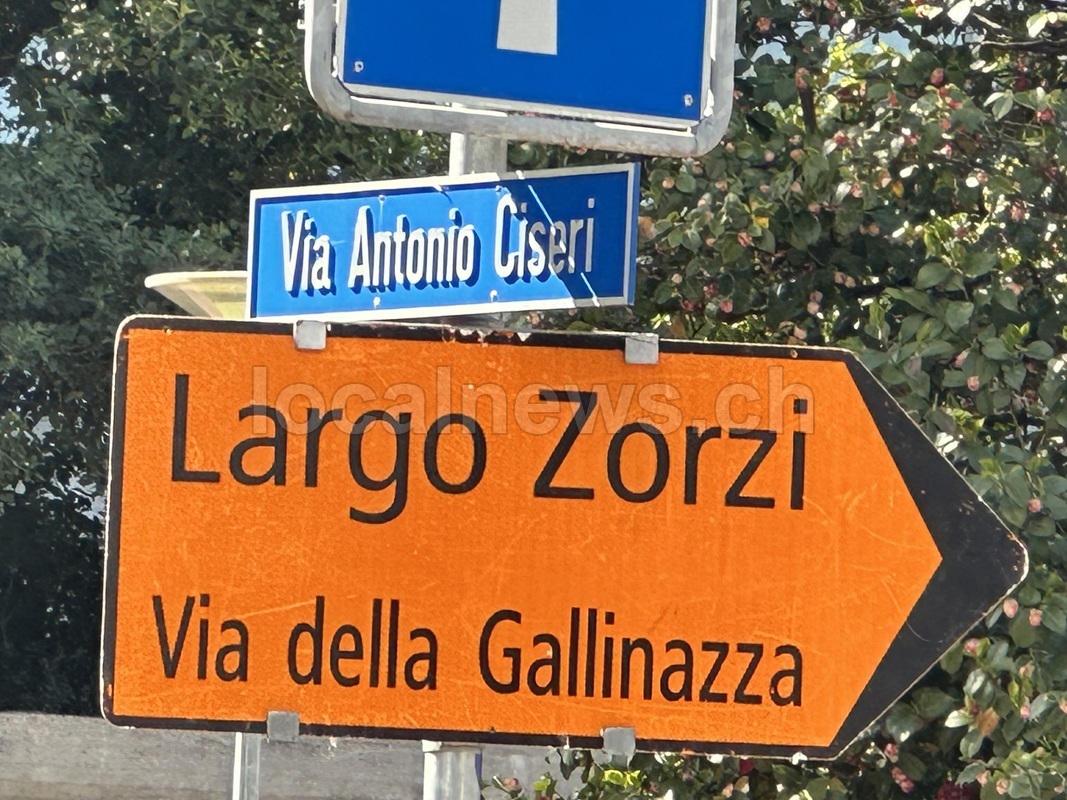 Via Antonio Ciseri
localnews.ch
Largo Zorzi
Via della Gallinazza